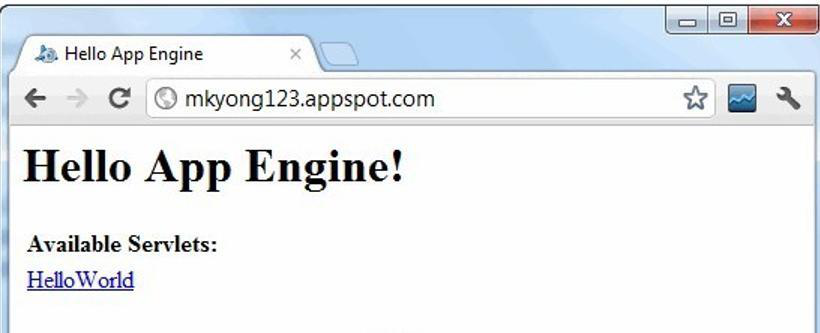 Hello App Engine
mkyong123.appspot.com
Hello App Engine!
Available Servlets:
HelloWorld